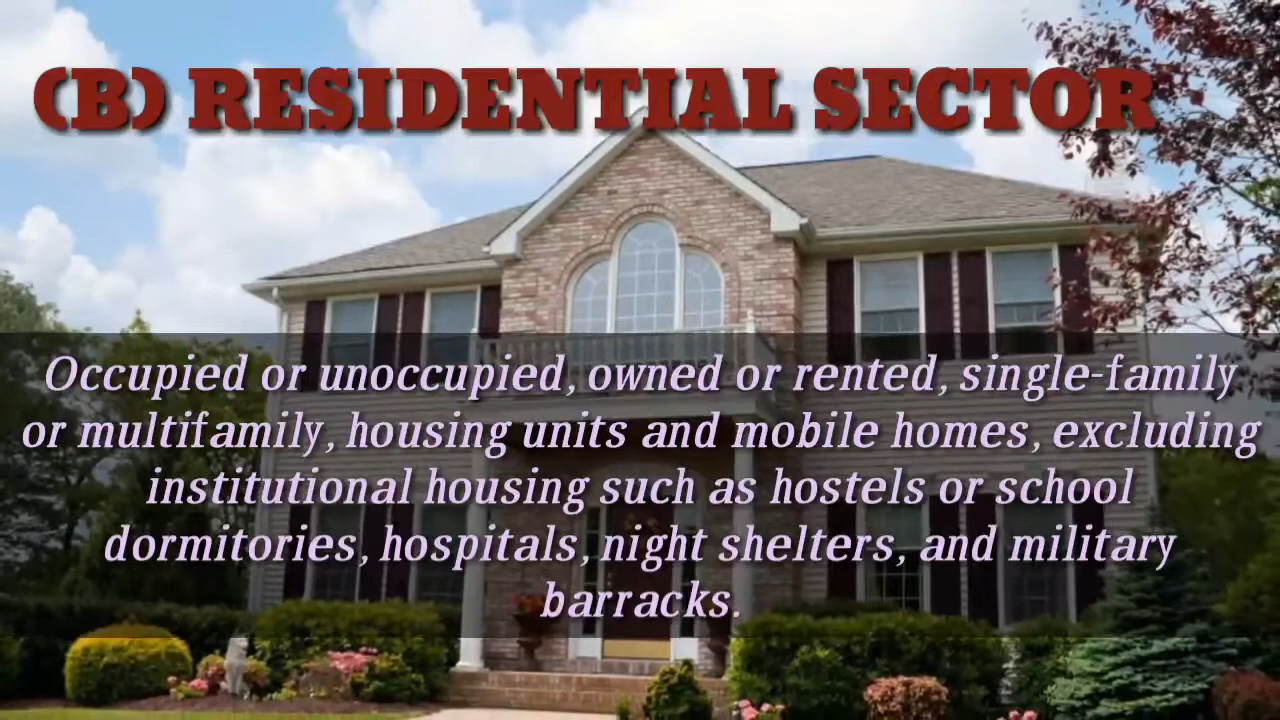 (B) RESIDENTIAL SECTOR
Occupied or unoccupied, owned or rented, single-family
or multifamily, housing units and mobile homes, excluding
institutional housing such as hostels or school
dormitories, hospitals, night shelters, and military
barracks.